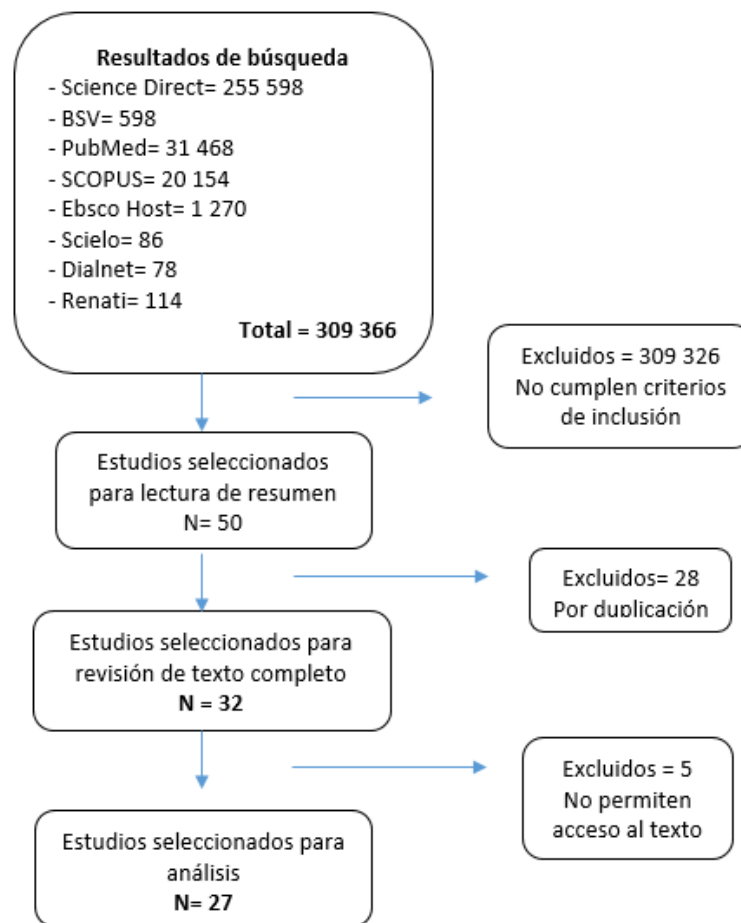 Resultados de búsqueda
- Science Direct= 255 598
- BSV= 598
- PubMed= 31 468
- SCOPUS= 20 154
- Ebsco Host= 1 270
- Scielo= 86
- Dialnet= 78
- Renati= 114
Total = 309 366
Excluidos = 309 326
No cumplen criterios
de inclusión
Estudios seleccionados
para lectura de resumen
N= 50
Excluidos= 28
Por duplicación
Estudios seleccionados para
revisión de texto completo
N = 32
Excluidos = 5
No permiten
acceso al texto
Estudios seleccionados para
análisis
N= 27